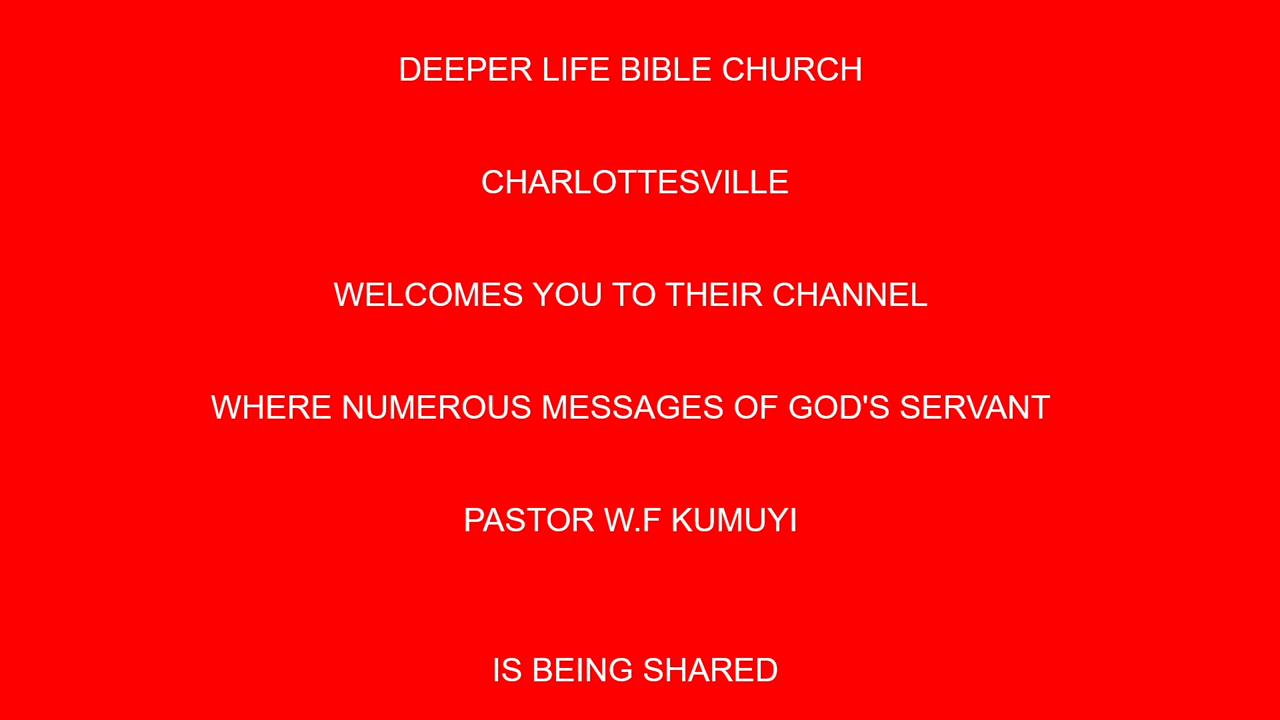 DEEPER LIFE BIBLE CHURCH
CHARLOTTESVILLE
WELCOMES YOU TO THEIR CHANNEL
WHERE NUMEROUS MESSAGES OF GOD'S SERVANT
PASTOR W.F KUMUYI
IS BEING SHARED